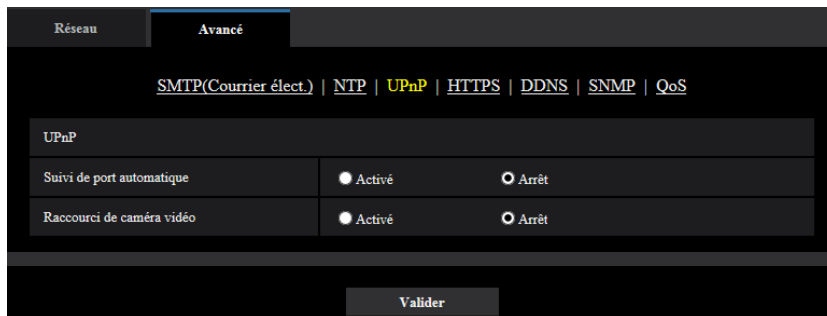 Réseau Avancé
SMTP(Courrier élect.) | NTP | UPnP | HTTPS | DDNS | SNMP | QoS
UPnP
Suivi de port automatique Activé Arrêt
Raccourci de caméra vidéo Activé Arrêt
Valider